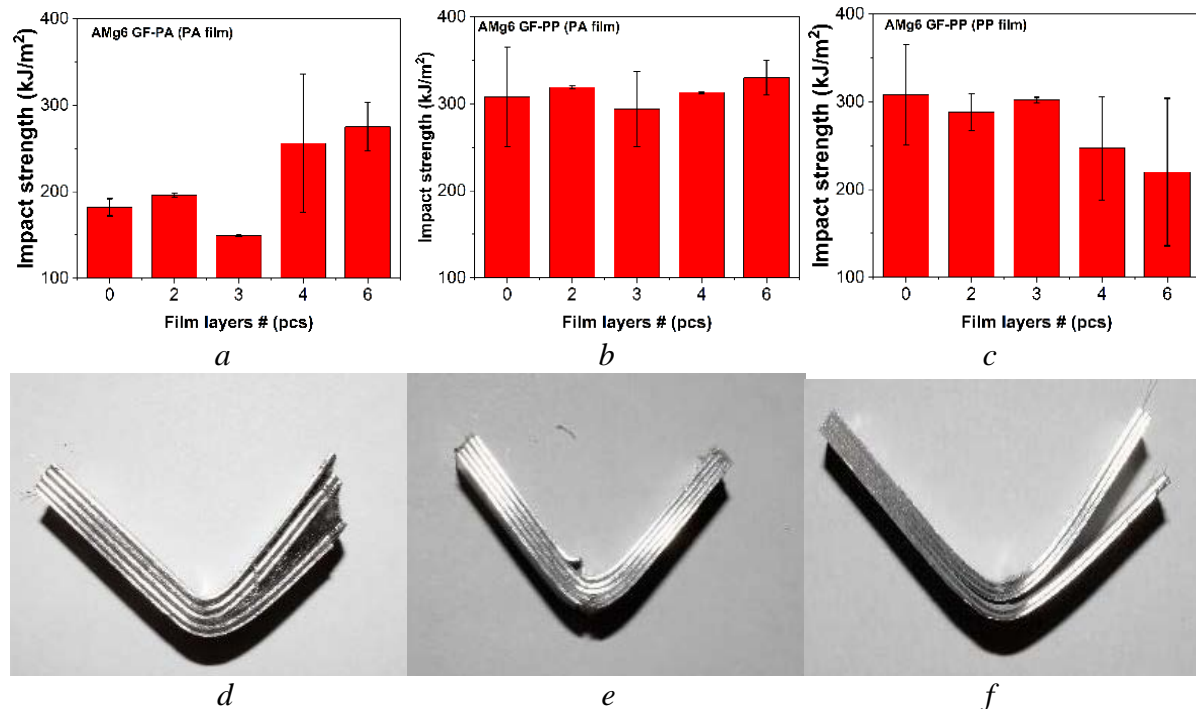 400
300
200
100
Impact strength (kJ/m²)
AMg6 GF-PA (PA film)
0 2 3 4 6
Film layers # (pcs)
a
400
300
200
100
Impact strength (kJ/m²)
AMg6 GF-PP (PA film)
0 2 3 4 6
Film layers # (pcs)
b
400
300
200
100
Impact strength (kJ/m²)
AMg6 GF-PP (PP film)
0 2 3 4 6
Film layers # (pcs)
c
d
e
f